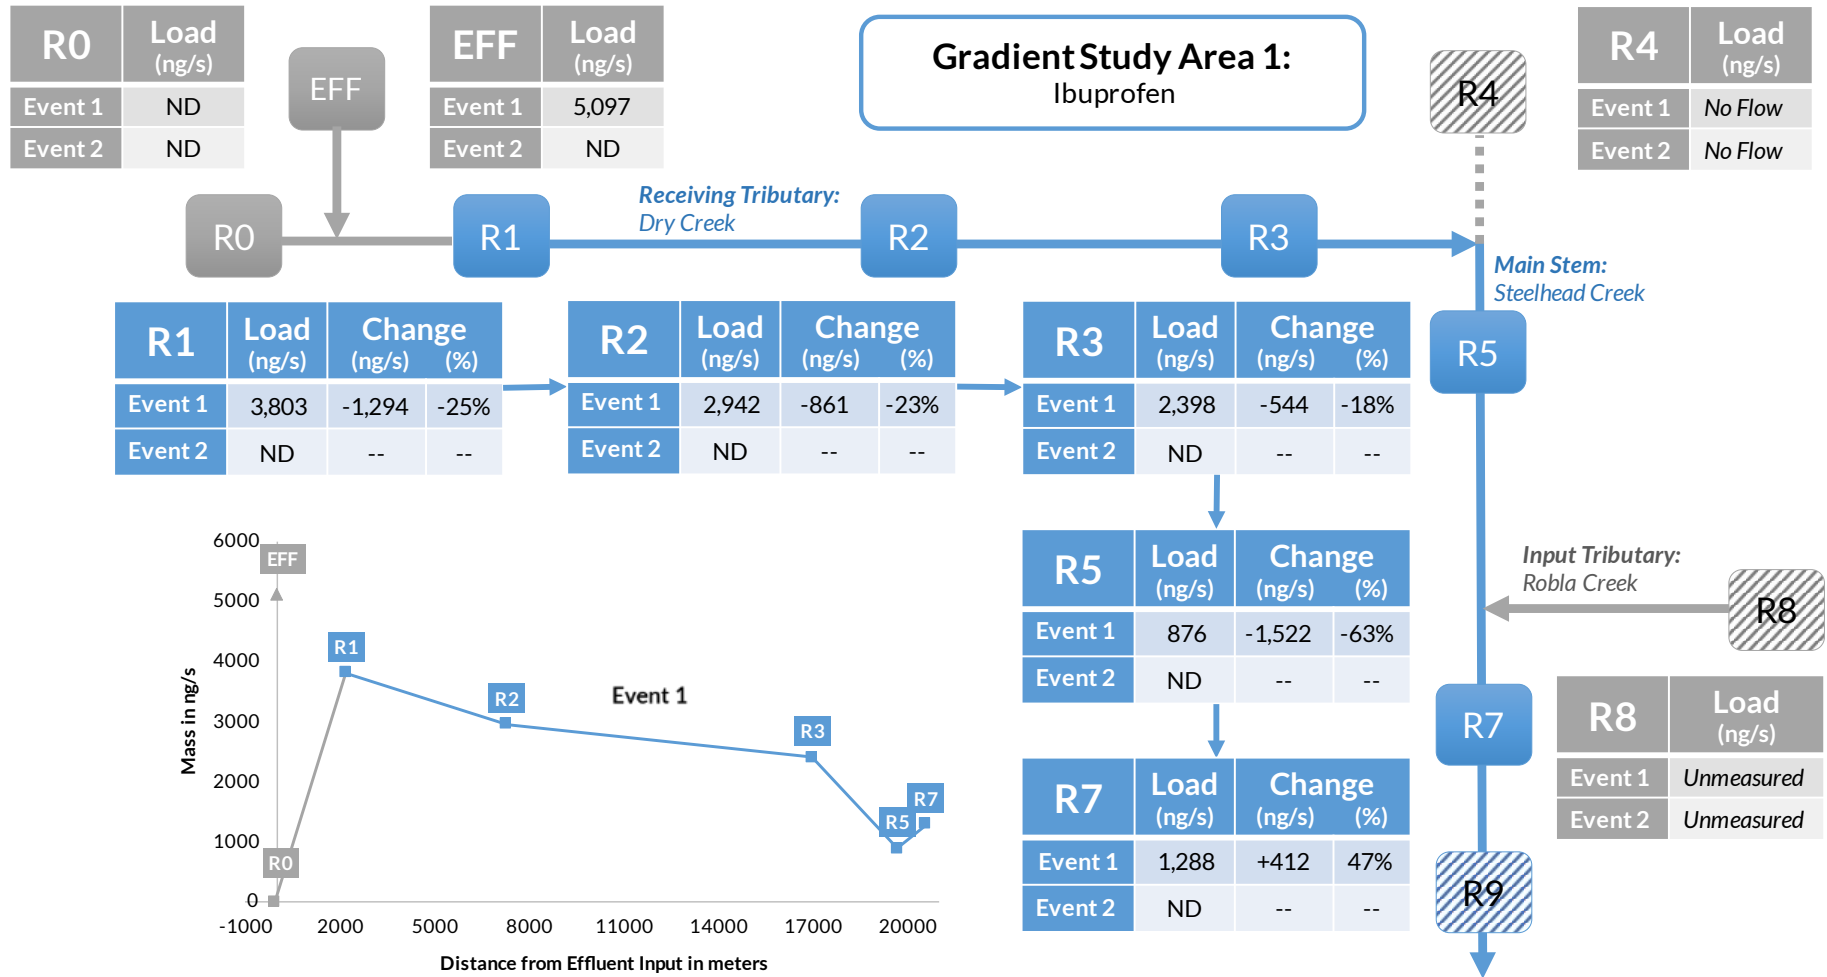 R0 Load (ng/s)
Event 1 ND
Event 2 ND
EFF
EFF Load (ng/s)
Event 1 5,097
Event 2 ND
Gradient Study Area 1:
Ibuprofen
R4
R4 Load (ng/s)
Event 1 No Flow
Event 2 No Flow
Receiving Tributary:
Dry Creek
R0 R1 R2 R3
Main Stem:
Steelhead Creek
R5
R1 Load (ng/s) Change (ng/s) (%)
Event 1 3,803 -1,294 -25%
Event 2 ND -- --
R2 Load (ng/s) Change (ng/s) (%)
Event 1 2,942 -861 -23%
Event 2 ND -- --
R3 Load (ng/s) Change (ng/s) (%)
Event 1 2,398 -544 -18%
Event 2 ND -- --
R5 Load (ng/s) Change (ng/s) (%)
Event 1 876 -1,522 -63%
Event 2 ND -- --
R7 Load (ng/s) Change (ng/s) (%)
Event 1 1,288 +412 47%
Event 2 ND -- --
Input Tributary:
Robla Creek
R8
R7
R8 Load (ng/s)
Event 1 Unmeasured
Event 2 Unmeasured
R9
Mass in ng/s
6000
5000
4000
3000
2000
1000
0
EFF
R1
R2
Event 1
R3
R7
R5
R0
-1000 2000 5000 8000 11000 14000 17000 20000
Distance from Effluent Input in meters